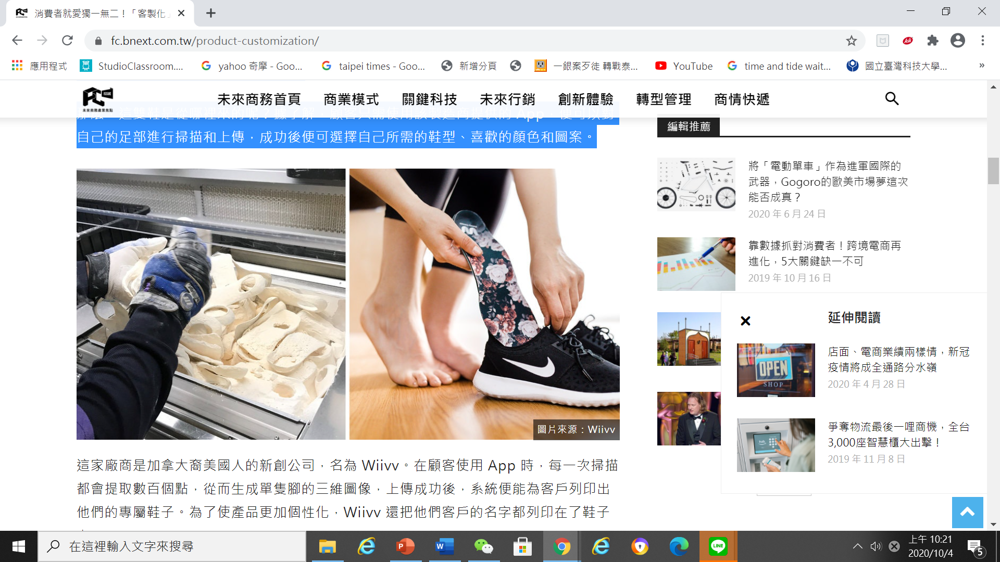 消費者就愛獨一無二！「客製化」
fc.bnext.com.tw/product-customization/
應用程式
StudioClassroom....
yahoo 奇摩 - Goo...
taipei times - Goo...
新增分頁
一銀案歹徒 轉戰泰...
YouTube
time and tide wait...
國立臺灣科技大學...
»
FC ISSUE
未來商務產業焦點
未來商務首頁
商業模式
關鍵科技
未來行銷
創新體驗
轉型管理
商情快遞
那麼，這雙鞋是從哪裡來的呢？據了解，顧客只需使用該製造商提供的 App，便可以對
自己的足部進行掃描和上傳，成功後便可選擇自己所需的鞋型、喜歡的顏色和圖案。
圖片來源：Wiivv
這家廠商是加拿大裔美國人的新創公司，名為 Wiivv。在顧客使用 App 時，每一次掃描
都會提取數百個點，從而生成單隻腳的三維圖像，上傳成功後，系統便能為客戶列印出
他們的專屬鞋子。為了使產品更加個性化，Wiivv 還把他們客戶的名字都列印在了鞋子
編輯推薦
將「電動單車」作為進軍國際的
武器，Gogoro的歐美市場夢這次
能否成真？
2020 年 6 月 24 日
靠數據抓對消費者！跨境電商再
進化，5大關鍵缺一不可
2019 年 10 月 16 日
延伸閱讀
OPEN
SHOP
店面、電商業績兩樣情，新冠
疫情將成全通路分水嶺
2020 年 4 月 28 日
爭奪物流最後一哩商機，全台
3,000座智慧櫃大出擊！
2019 年 11 月 8 日
在這裡輸入文字來搜尋
LINE
上午 10:21
2020/10/4
5